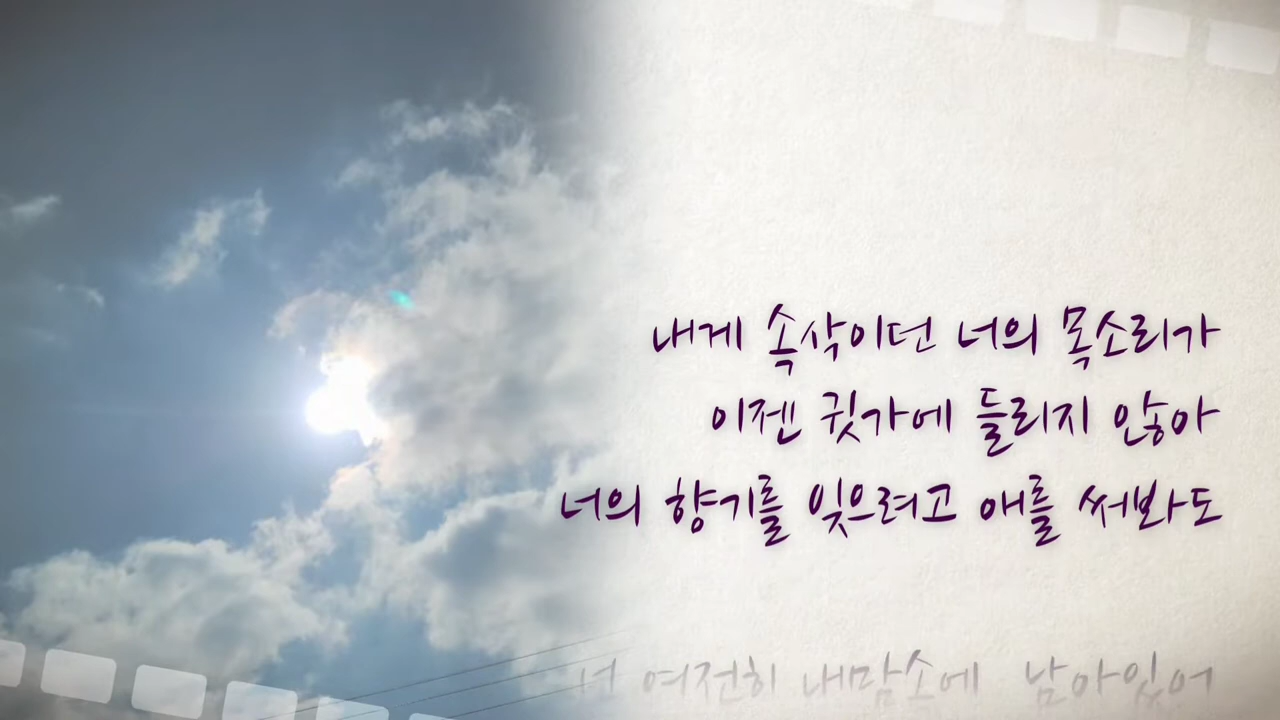 내게 속삭이던 너의 목소리가
이젠 귓가에 들리지 않아
너의 향기를 잊으려고 애를 써봐도
넌 여전히 내맘소에 남아있어